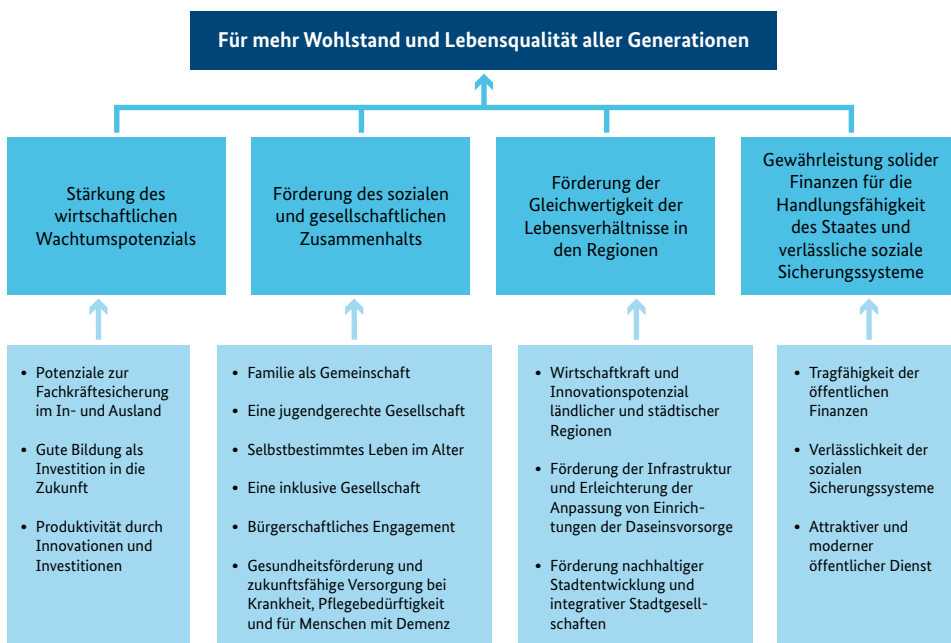 Für mehr Wohlstand und Lebensqualität aller Generationen
Stärkung des
wirtschaftlichen
Wachtumspotenzials
Förderung des sozialen
und gesellschaftlichen
Zusammenhalts
Förderung der
Gleichwertigkeit der
Lebensverhältnisse in
den Regionen
Gewährleistung solider
Finanzen für die
Handlungsfähigkeit
des Staates und
verlässliche soziale
Sicherungssysteme
• Potenziale zur
Fachkräftesicherung
im In- und Ausland
• Gute Bildung als
Investition in die
Zukunft
• Produktivität durch
Innovationen und
Investitionen
• Familie als Gemeinschaft
• Eine jugendgerechte Gesellschaft
• Selbstbestimmtes Leben im Alter
• Eine inklusive Gesellschaft
• Bürgerschaftliches Engagement
• Gesundheitsförderung und
zukunftsfähige Versorgung bei
Krankheit, Pflegebedürftigkeit
und für Menschen mit Demenz
• Wirtschaftkraft und
Innovationspotenzial
ländlicher und städtischer
Regionen
• Förderung der Infrastruktur
und Erleichterung der
Anpassung von Einrich-
tungen der Daseinsvorsorge
• Förderung nachhaltiger
Stadtentwicklung und
integrativer Stadtgesell-
schaften
• Tragfähigkeit der
öffentlichen
Finanzen
• Verlässlichkeit der
sozialen
Sicherungssysteme
• Attraktiver und
moderner
öffentlicher Dienst